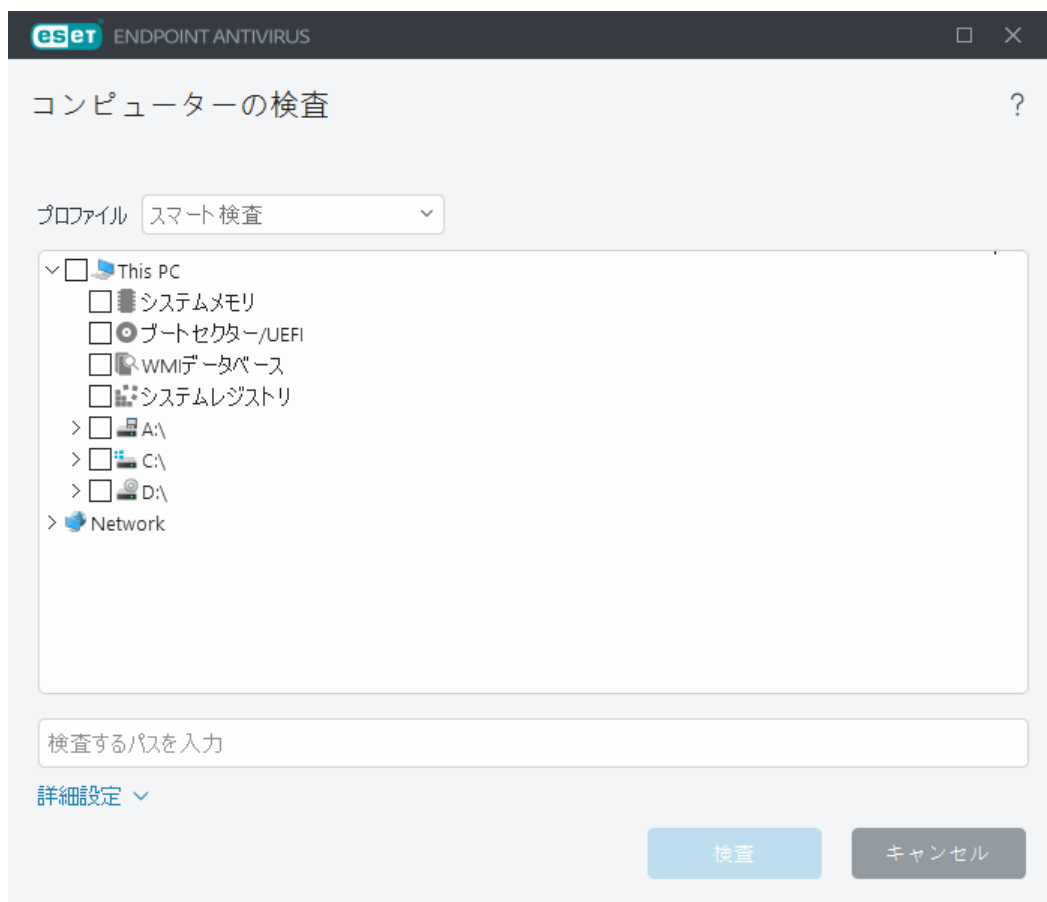 eset ENDPOINT ANTIVIRUS
コンピューターの検査
?
プロファイル スマート検査
This PC
システムメモリ
ブートセクター/UEFI
WMIデータベース
システムレジストリ
A:\
C:\
D:\
Network
検査するパスを入力
詳細設定
検査 キャンセル